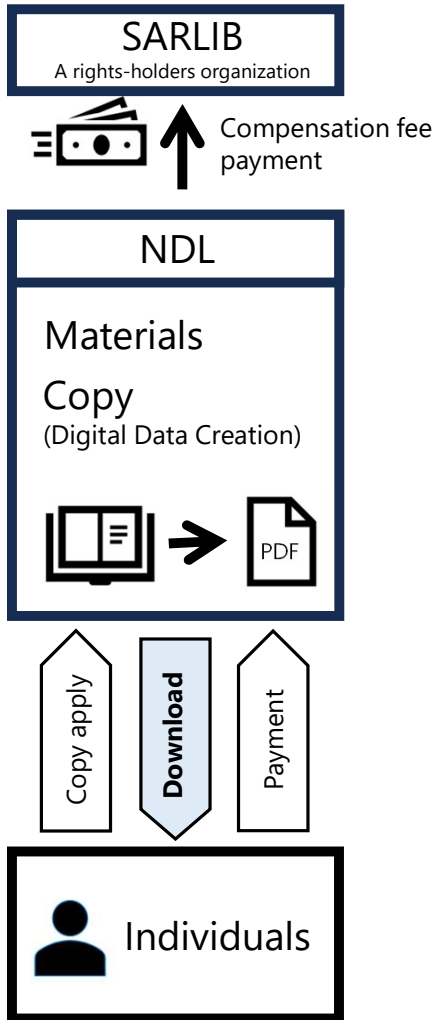 SARLIB
A rights-holders organization
Compensation fee
payment
NDL
Materials
Copy
(Digital Data Creation)
PDF
Copy apply
Download
Payment
Individuals